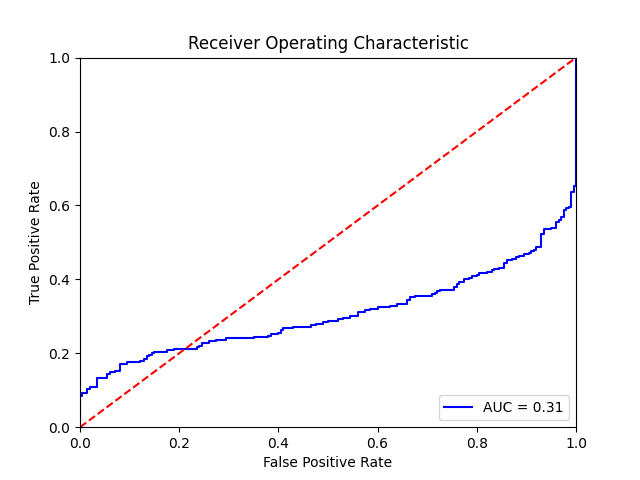 Receiver Operating Characteristic
True Positive Rate
1.0
0.8
0.6
0.4
0.2
0.0
AUC = 0.31
0.0 0.2 0.4 0.6 0.8 1.0
False Positive Rate